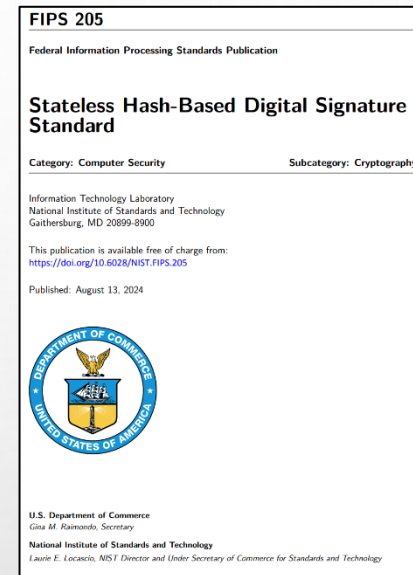 FIPS 205
Federal Information Processing Standards Publication
Stateless Hash-Based Digital Signature
Standard
Category: Computer Security Subcategory: Cryptography
Information Technology Laboratory
National Institute of Standards and Technology
Gaithersburg, MD 20899-8900
This publication is available free of charge from:
https://doi.org/10.6028/NIST.FIPS.205
Published: August 13, 2024
DEPARTMENT OF COMMERCE
UNITED STATES OF AMERICA
U.S. Department of Commerce
Gina M. Raimondo, Secretary
National Institute of Standards and Technology
Laurie E. Locascio, NIST Director and Under Secretary of Commerce for Standards and Technology